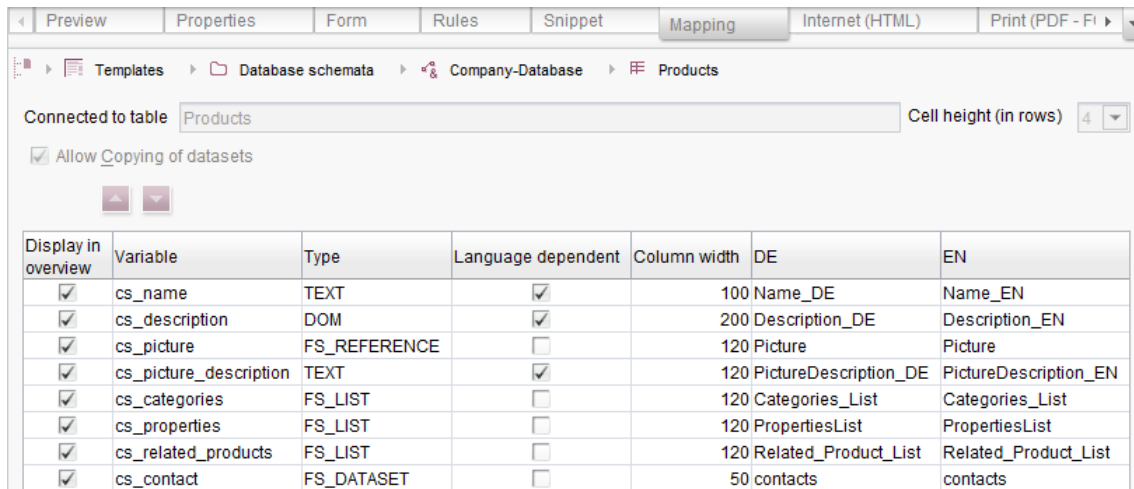 Preview Properties Form Rules Snippet Mapping Internet (HTML) Print (PDF - F
Templates Database schemata Company-Database Products
Connected to table Products Cell height (in rows) 4
Allow Copying of datasets
Display in overview Variable Type Language dependent Column width DE EN
cs_name TEXT 100 Name_DE Name_EN
cs_description DOM 200 Description_DE Description_EN
cs_picture FS_REFERENCE 120 Picture Picture
cs_picture_description TEXT 120 PictureDescription_DE PictureDescription_EN
cs_categories FS_LIST 120 Categories_List Categories_List
cs_properties FS_LIST 120 PropertiesList PropertiesList
cs_related_products FS_LIST 120 Related_Product_List Related_Product_List
cs_contact FS_DATASET 50 contacts contacts